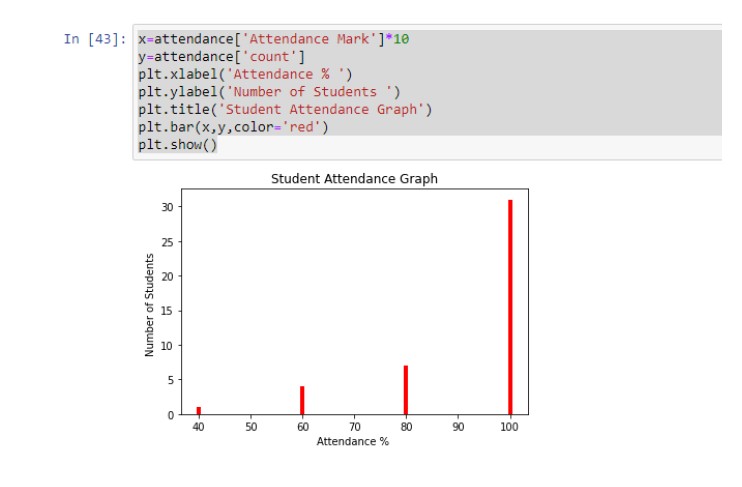 In [43]: x=attendance['Attendance Mark']*10
y=attendance['count']
plt.xlabel('Attendance % ')
plt.ylabel('Number of Students ')
plt.title('Student Attendance Graph')
plt.bar(x,y,color='red')
plt.show()
Student Attendance Graph
Number of Students
30
25
20
15
10
5
0
40 50 60 70 80 90 100
Attendance %